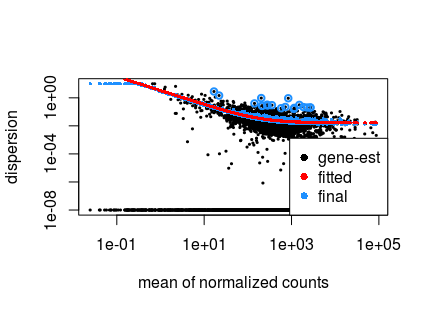 dispersion
1e+00
1e-04
1e-08
gene-est
fitted
final
1e-01 1e+01 1e+03 1e+05
mean of normalized counts